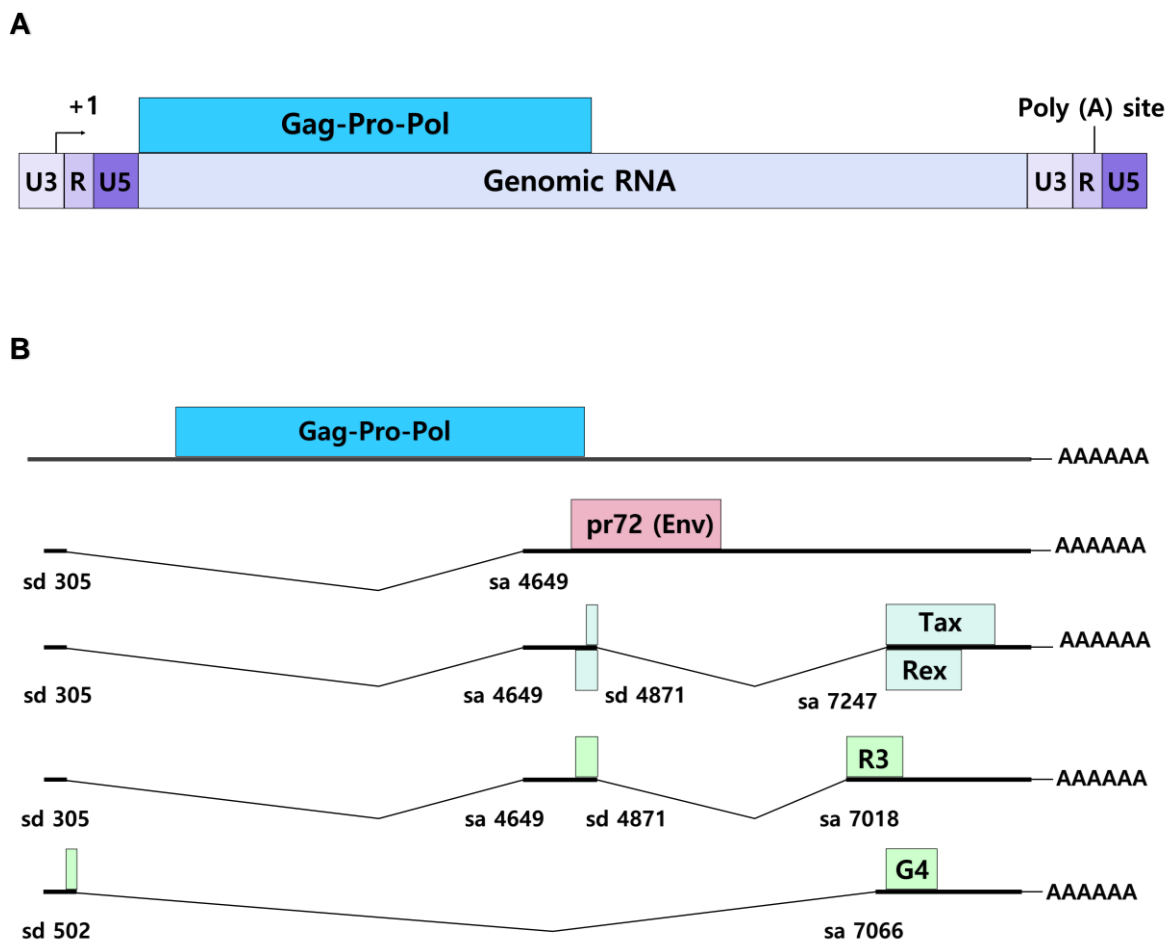 A
+1
Gag-Pro-Pol
Poly (A) site
U3 R U5 Genomic RNA U3 R U5
B
Gag-Pro-Pol
AAAAAA
pr72 (Env)
AAAAAA
sd 305 sa 4649
Tax
AAAAAA
Rex
sd 305 sa 4649 sd 4871 sa 7247
R3
AAAAAA
sd 305 sa 4649 sd 4871 sa 7018
G4
AAAAAA
sd 502 sa 7066